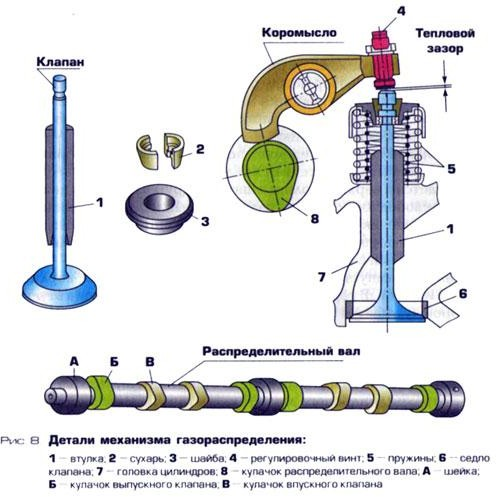 Клапан
Коромысло
4
Тепловой
зазор
2
1
3
5
8
1
7
6
А
Б
В
Распределительный вал
Рис 8 Детали механизма газораспределения:
1 – втулка; 2 – сухарь; 3 – шайба; 4 – регулировочный винт; 5 – пружины; 6 – седло
клапана; 7 – головка цилиндров; 8 – кулачок распределительного вала; А – шейка;
Б – кулачок выпускного клапана; В – кулачок впускного клапана